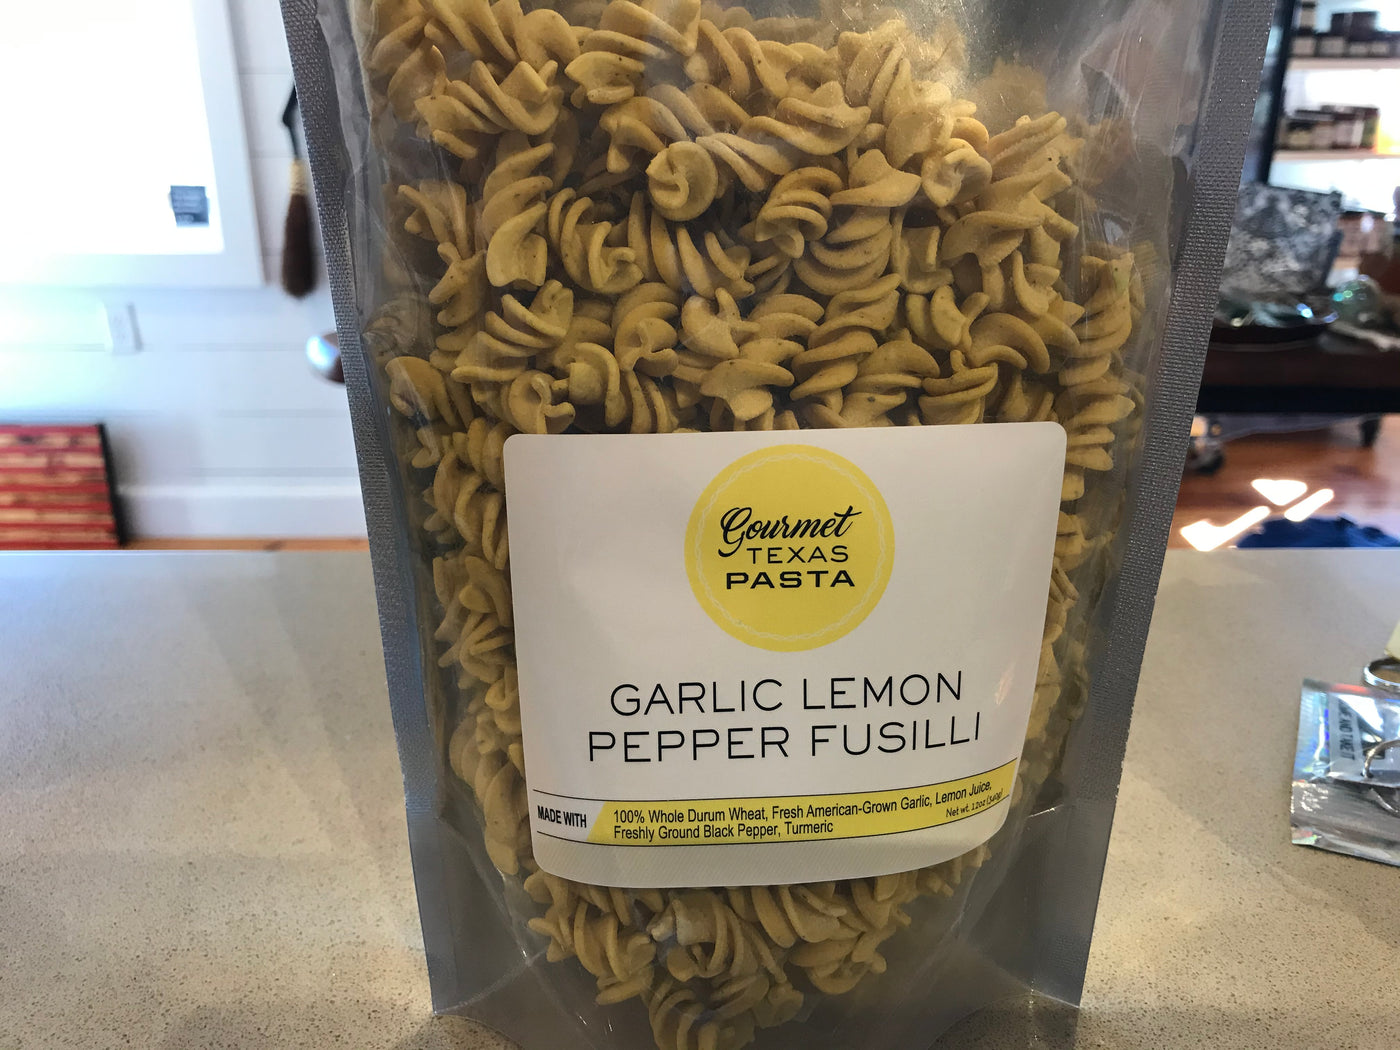 Gourmet
TEXAS
PASTA
GARLIC LEMON
PEPPER FUSILLI
MADE WITH
100% Whole Durum Wheat, Fresh American-Grown Garlic, Lemon Juice,
Freshly Ground Black Pepper, Turmeric
Net wt. 12oz (340g)